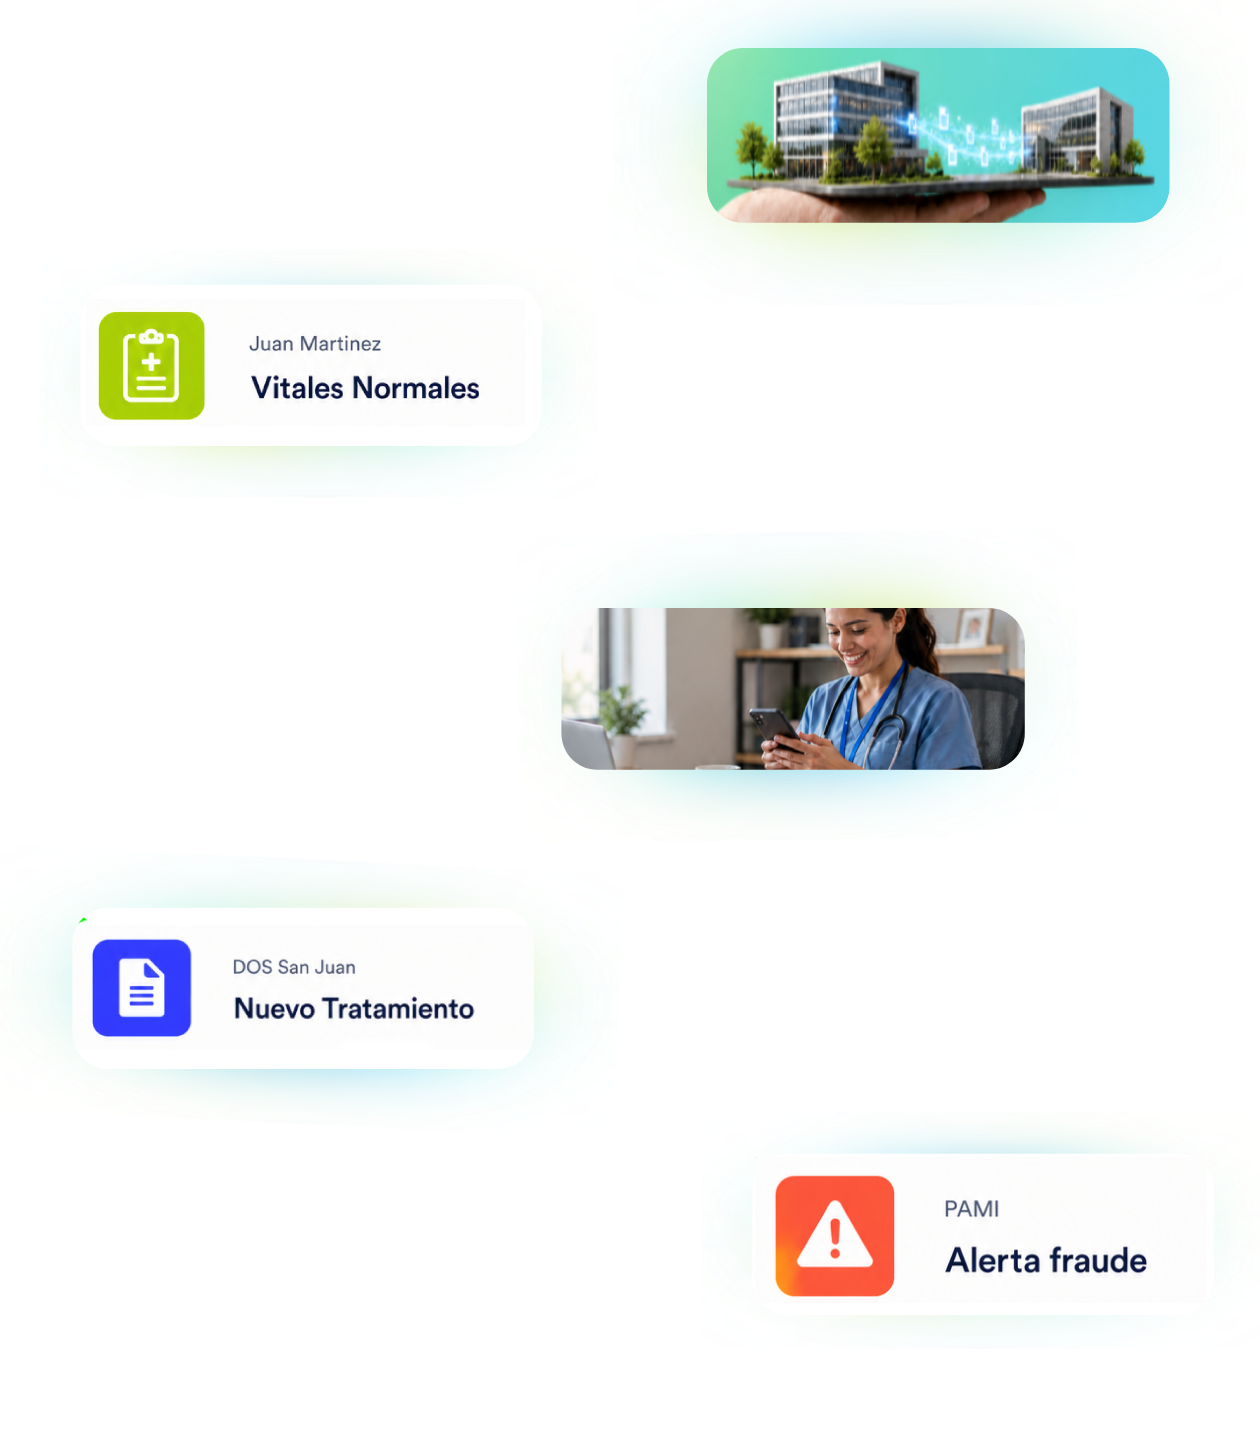 Juan Martinez
Vitales Normales
DOS San Juan
Nuevo Tratamiento
PAMI
Alerta fraude